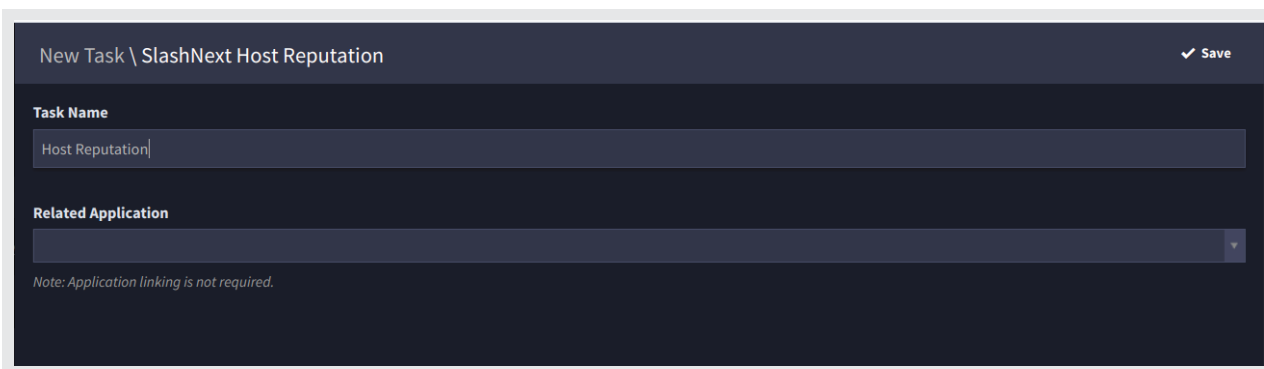 New Task \ SlashNext Host Reputation
Save
Task Name
Host Reputation
Related Application
Note: Application linking is not required.